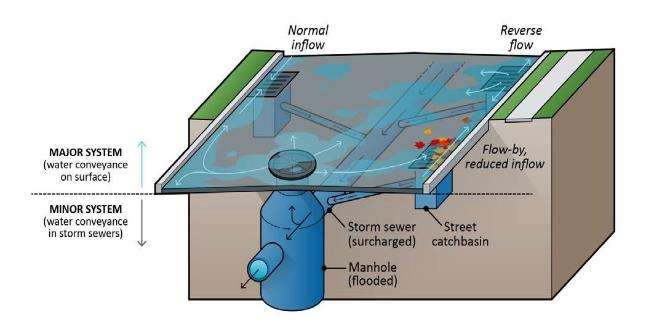 Normal
inflow
Reverse
flow
MAJOR SYSTEM
(water conveyance
on surface)
Flow-by,
reduced inflow
MINOR SYSTEM
(water conveyance
in storm sewers)
Storm sewer
(surcharged)
Street
catchbasin
Manhole
(flooded)